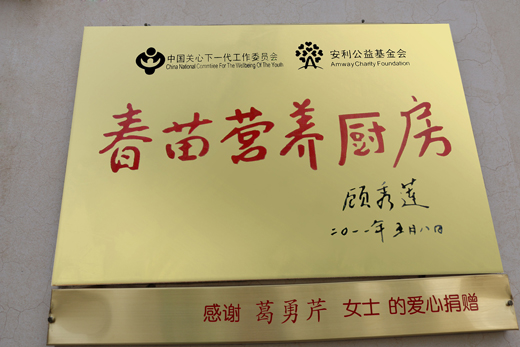 中国关心下一代工作委员会
China National Committee For The Wellbeing Of The Youth
安利公益基金会
Amway Charity Foundation
春苗营养厨房
顾秀莲
二〇一一年五月八日
感谢 葛勇芹 女士 的爱心捐赠